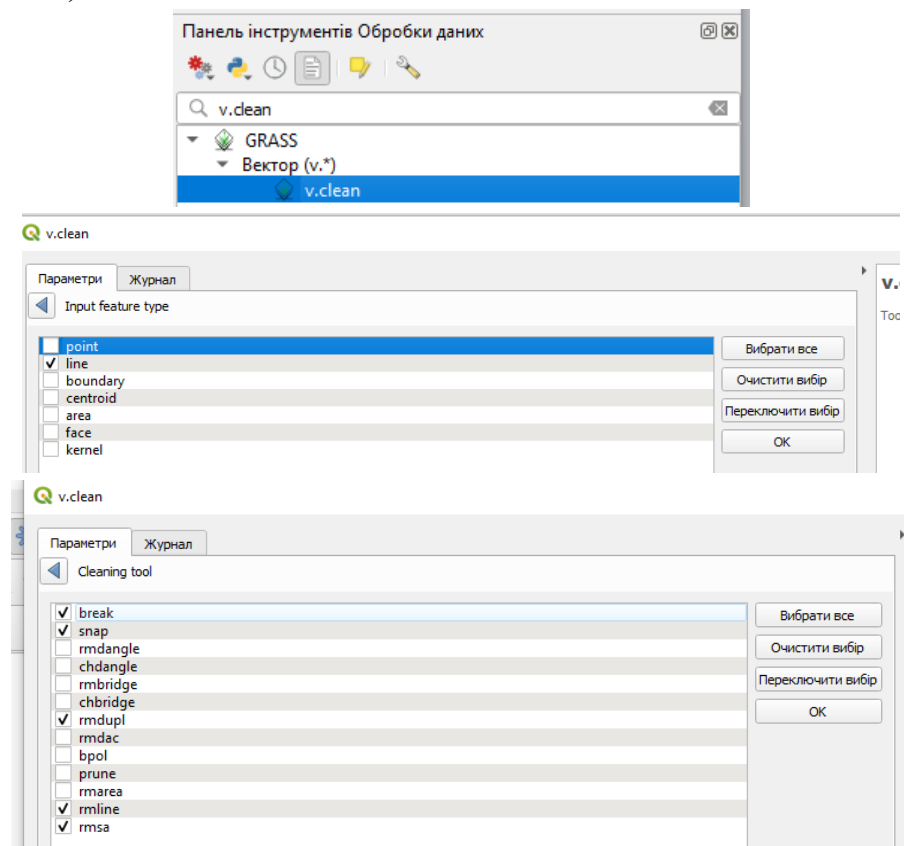 Панель інструментів Обробки даних
v.clean
GRASS
Вектор (v.*)
v.clean
v.clean
Параметри Журнал
Input feature type
point
line
boundary
centroid
area
face
kernel
Вибрати все
Очистити вибір
Переключити вибір
OK
v.
Too
v.clean
Параметри Журнал
Cleaning tool
break
snap
rmdangle
chdangle
rmbridge
chbridge
rmdupl
rmdac
bpol
prune
rmarea
rmline
rmsa
Вибрати все
Очистити вибір
Переключити вибір
OK